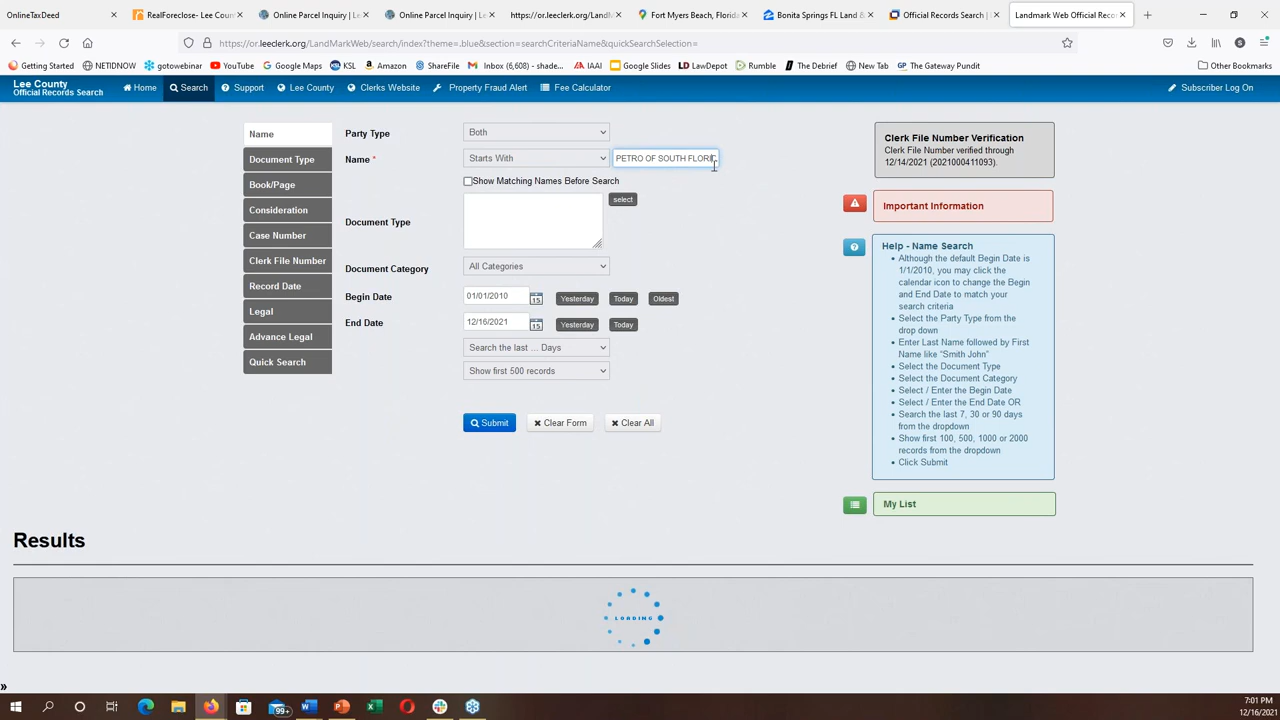 OnlineTaxDeed
RealForeclose - Lee Coun
Online Parcel Inquiry | Le
Online Parcel Inquiry | Le
https://or.leeclerk.org/LandM
Fort Myers Beach, Florida
Bonita Springs FL Land &
Official Records Search |
Landmark Web Official Reco
https://or.leeclerk.org/LandMarkWeb/search/index?theme=.blue&section=searchCriteriaName&quickSearchSelection=
Getting Started
NETIDNOW
gotowebinar
YouTube
Google Maps
KSL
Amazon
ShareFile
Inbox (6,608) - shade...
IAAI
Google Slides
LD LawDepot
Rumble
The Debrief
New Tab
GP The Gateway Pundit
Other Bookmarks
Lee County
Official Records Search
Home
Search
Support
Lee County
Clerks Website
Property Fraud Alert
Fee Calculator
Subscriber Log On
Name
Document Type
Book/Page
Consideration
Case Number
Clerk File Number
Record Date
Legal
Advance Legal
Quick Search
Party Type
Both
Name *
Starts With
PETRO OF SOUTH FLORI
Show Matching Names Before Search
Document Type
select
Document Category
All Categories
Begin Date
01/01/2010
15
Yesterday
Today
Oldest
End Date
12/16/2021
15
Yesterday
Today
Search the last ... Days
Show first 500 records
Submit
Clear Form
Clear All
Clerk File Number Verification
Clerk File Number verified through
12/14/2021 (2021000411093).
Important Information
Help - Name Search
Although the default Begin Date is
1/1/2010, you may click the
calendar icon to change the Begin
and End Date to match your
search criteria
Select the Party Type from the
drop down
Enter Last Name followed by First
Name like "Smith John"
Select the Document Type
Select the Document Category
Select / Enter the Begin Date
Select / Enter the End Date OR
Search the last 7, 30 or 90 days
from the dropdown
Show first 100, 500, 1000 or 2000
records from the dropdown
Click Submit
My List
Results
LOADING
»
99+
7:01 PM
12/16/2021